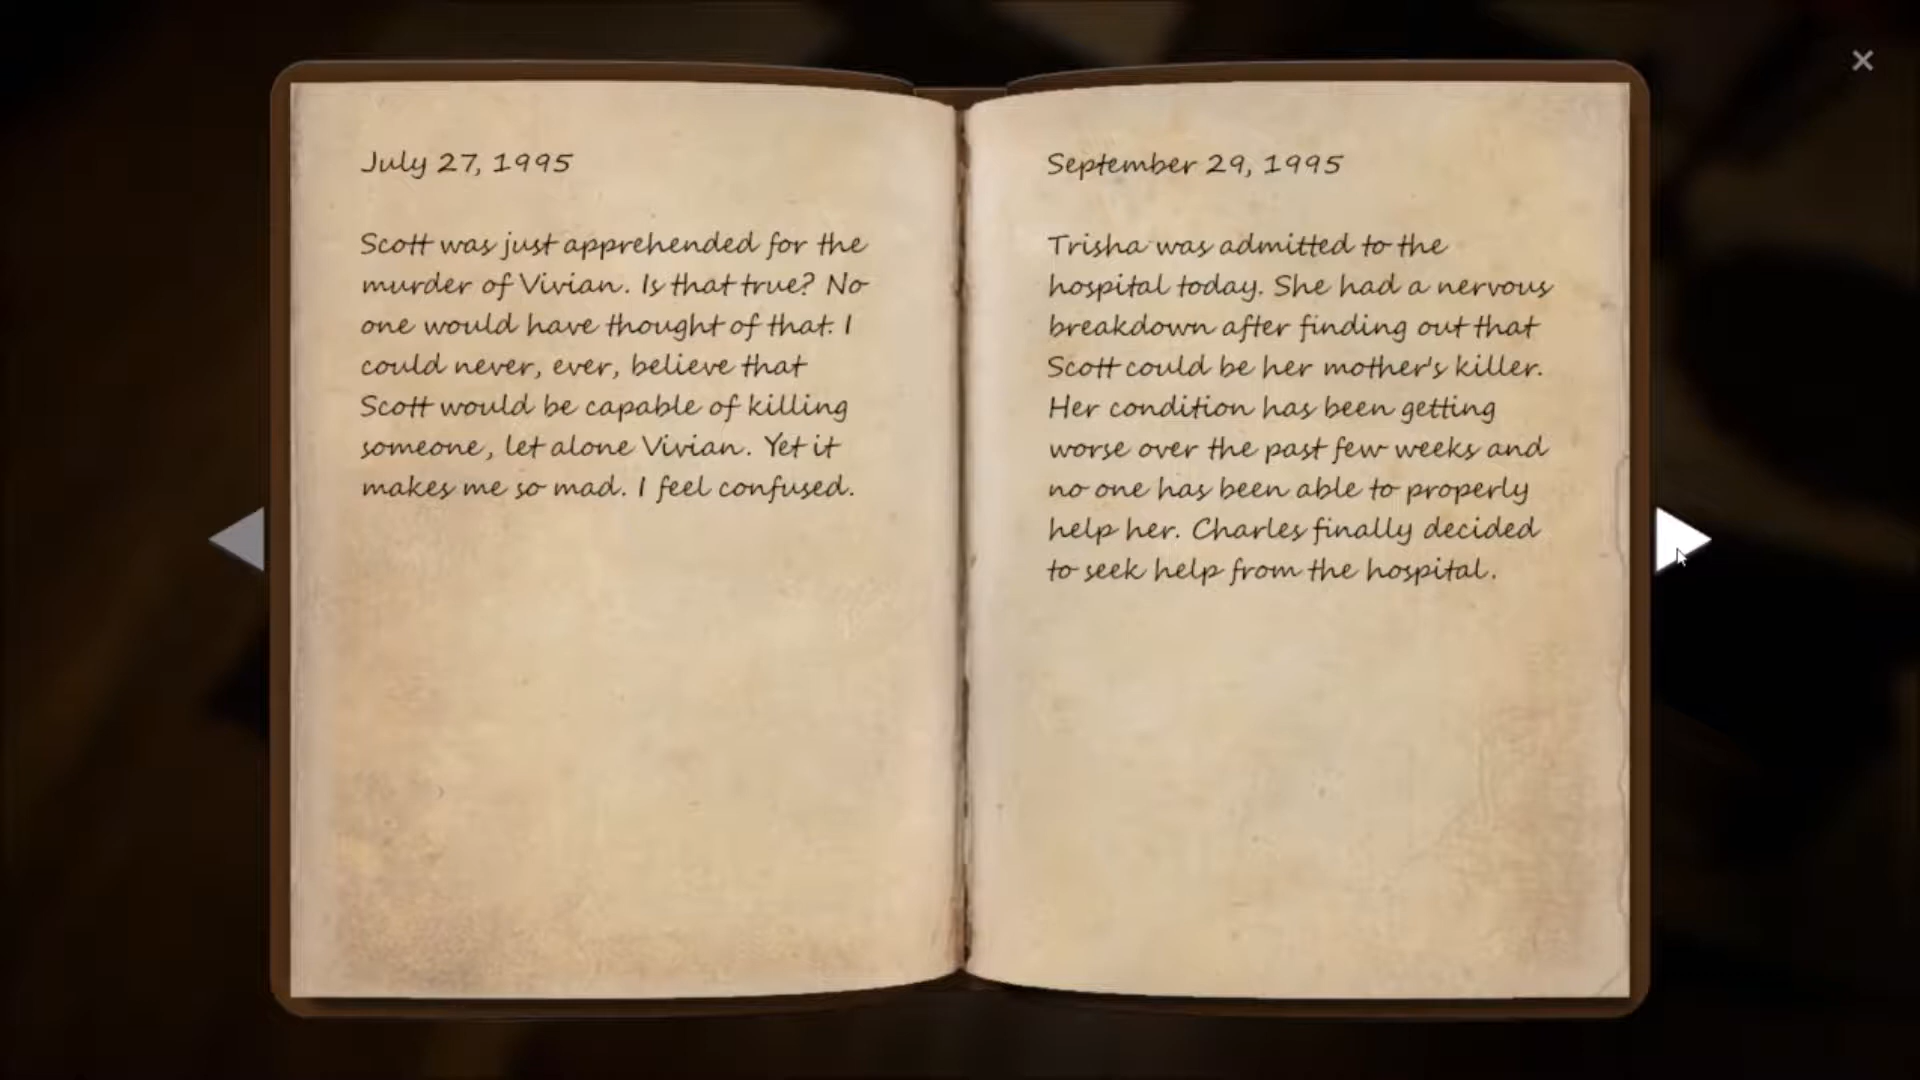 July 27, 1995
Scott was just apprehended for the
murder of Vivian. Is that true? No
one would have thought of that. I
could never, ever, believe that
Scott would be capable of killing
someone, let alone Vivian. Yet it
makes me so mad. I feel confused.
September 29, 1995
Trisha was admitted to the
hospital today. She had a nervous
breakdown after finding out that
Scott could be her mother's killer.
Her condition has been getting
worse over the past few weeks and
no one has been able to properly
help her. Charles finally decided
to seek help from the hospital.